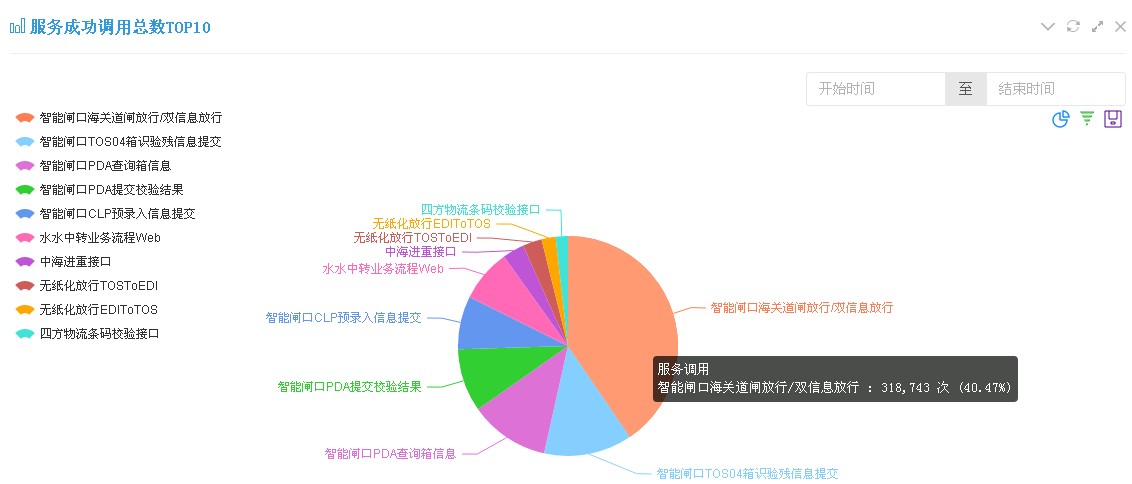 服务成功调用总数TOP10
开始时间 至 结束时间
智能闸口海关道闸放行/双信息放行
智能闸口TOS04箱识验残信息提交
智能闸口PDA查询箱信息
智能闸口PDA提交校验结果
智能闸口CLP预录入信息提交
水水中转业务流程Web
中海进重接口
无纸化放行TOSToEDI
无纸化放行EDIToTOS
四方物流条码校验接口
四方物流条码校验接口
无纸化放行EDIToTOS
无纸化放行TOSToEDI
中海进重接口
水水中转业务流程Web
智能闸口海关道闸放行/双信息放行
智能闸口CLP预录入信息提交
服务调用
智能闸口海关道闸放行/双信息放行 : 318,743 次 (40.47%)
智能闸口PDA提交校验结果
智能闸口PDA查询箱信息
智能闸口TOS04箱识验残信息提交